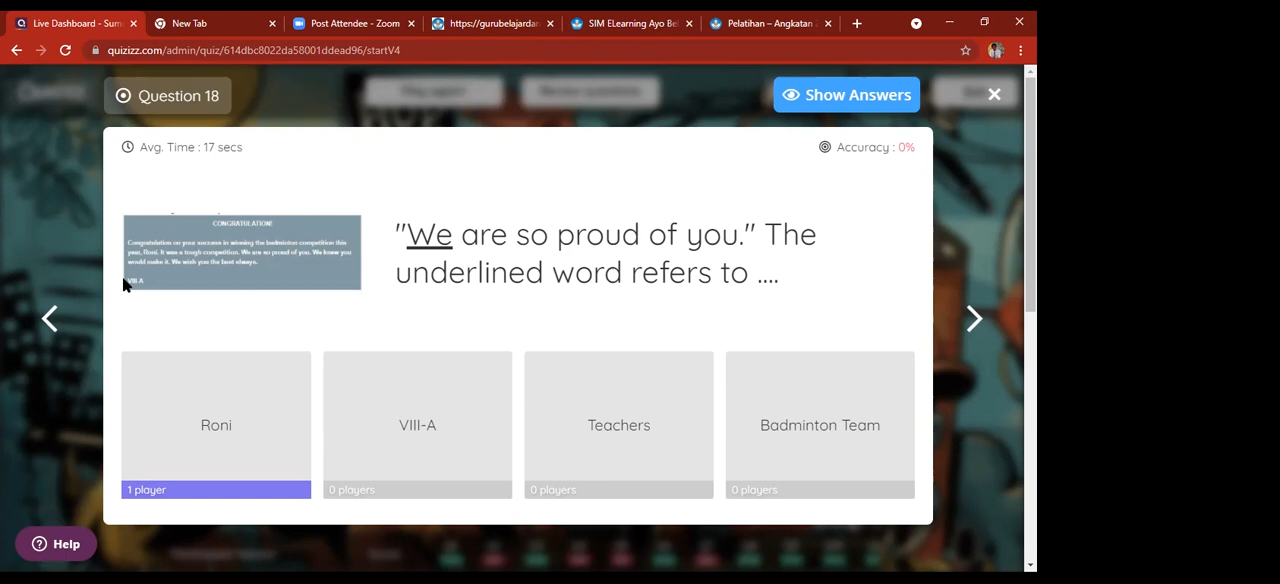 Live Dashboard - Sum
New Tab
Post Attendee - Zoom
https://gurubelajardan
SIM ELearning Ayo Be
Pelatihan – Angkatan 2
quizizz.com/admin/quiz/614dbc8022da58001ddead96/startV4
Question 18
Show Answers
Avg. Time : 17 secs
Accuracy : 0%
CONGRATULATION!
Congratulation on your success in winning the badminton competition this
year, Roni. It was a tough competition. We are so proud of you. We knew you
would make it. We wish you the best always.
VIII A
"We are so proud of you." The
underlined word refers to ....
Roni
VIII-A
Teachers
Badminton Team
1 player
0 players
0 players
0 players
Help